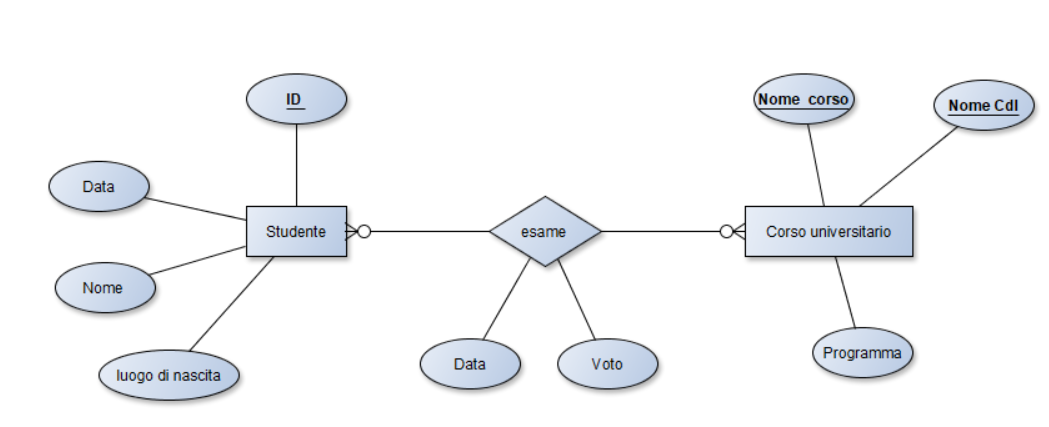 ID
Nome corso
Nome Cdl
Data
Studente
esame
Corso universitario
Nome
luogo di nascita
Data
Voto
Programma